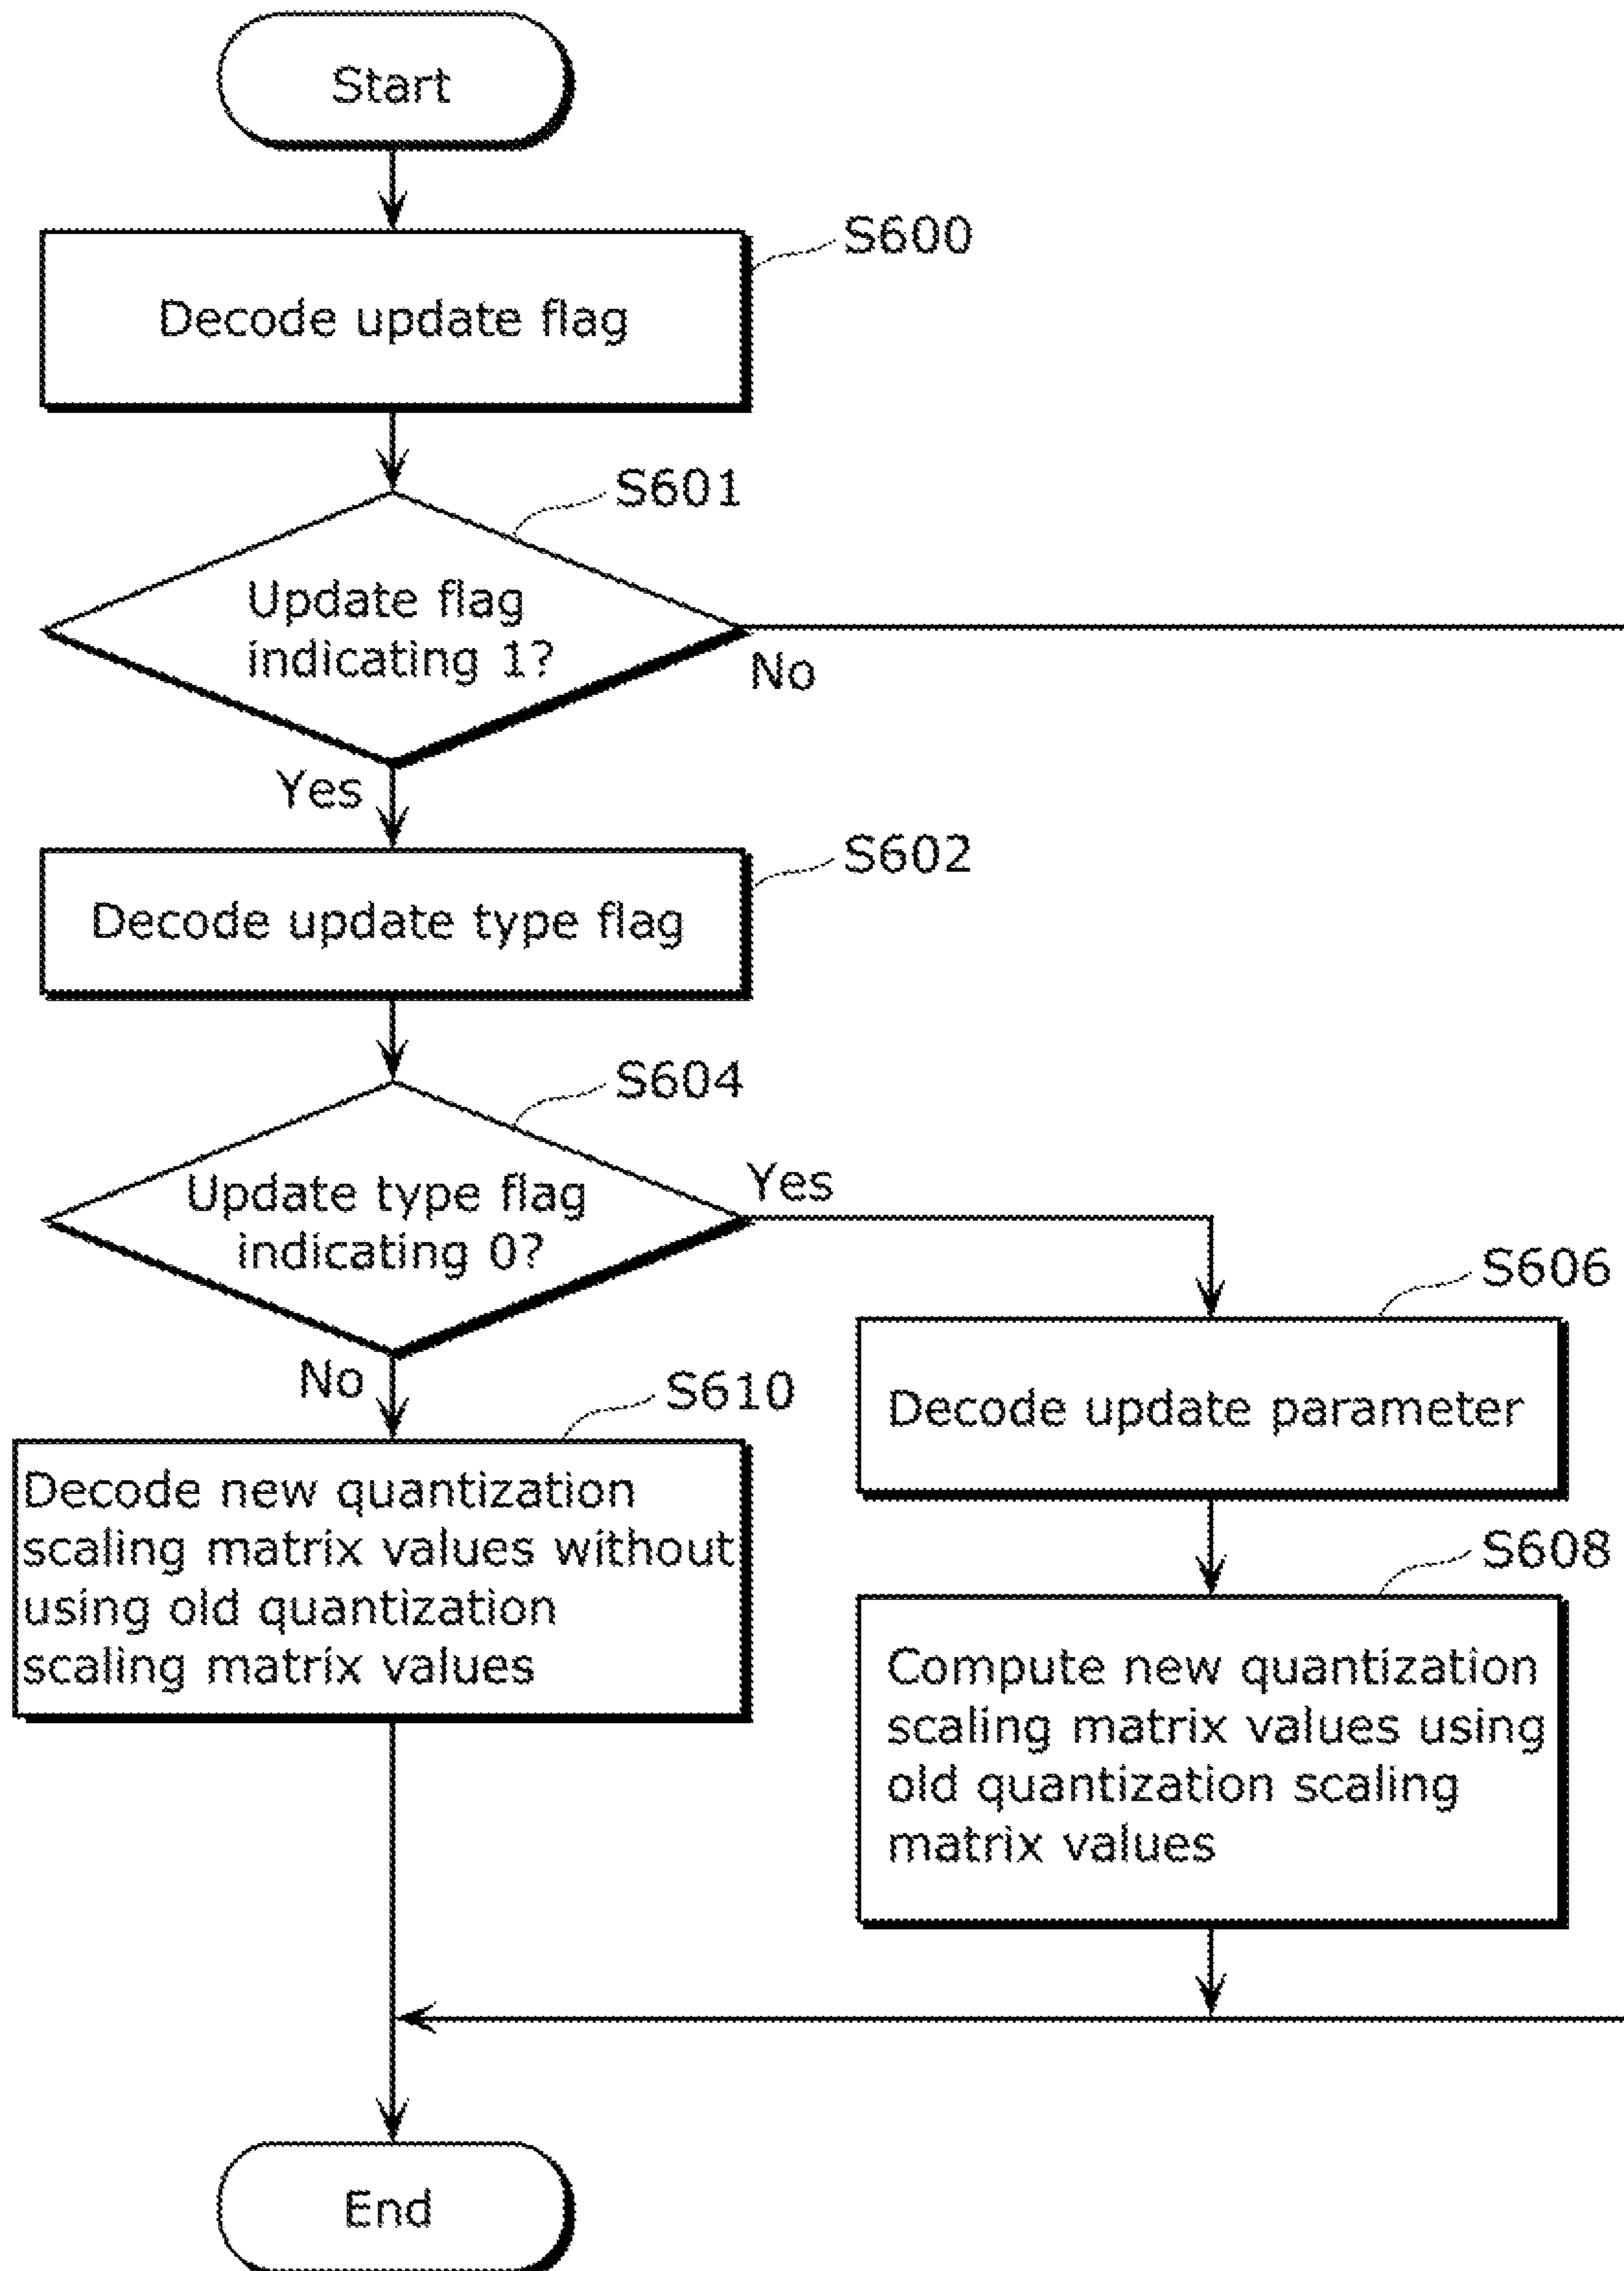 Start
S600
Decode update flag
S601
Update flag
indicating 1?
No
Yes
S602
Decode update type flag
S604
Update type flag
indicating 0?
Yes
No
S606
Decode update parameter
S610
Decode new quantization
scaling matrix values without
using old quantization
scaling matrix values
S608
Compute new quantization
scaling matrix values using
old quantization scaling
matrix values
End